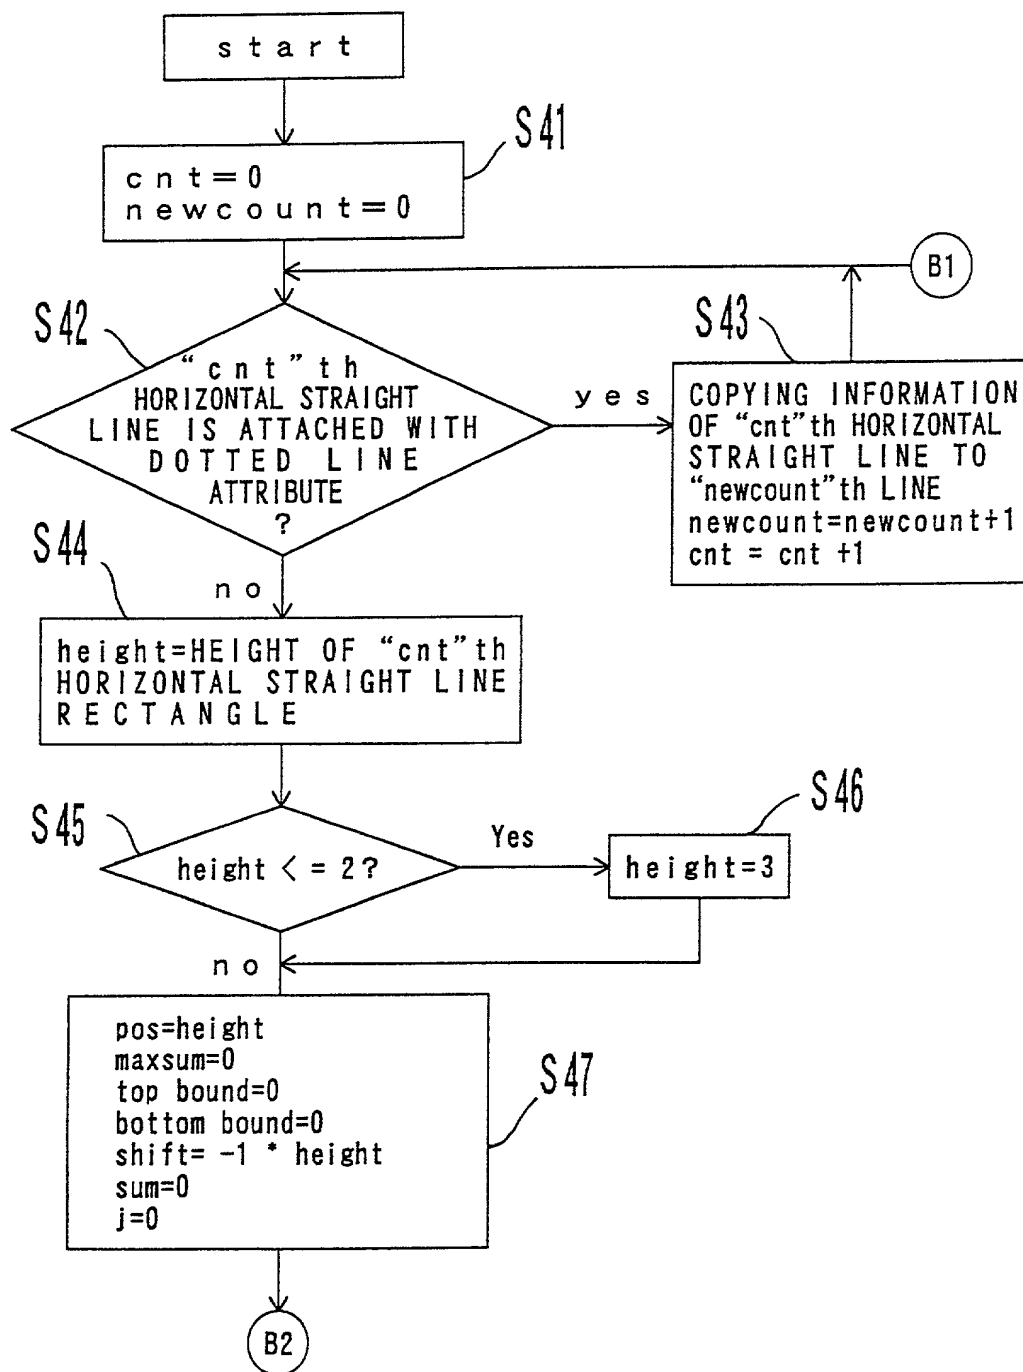 start
S41
cnt=0
newcount=0
B1
S42
S43
"cnt"th
HORIZONTAL STRAIGHT
LINE IS ATTACHED WITH
DOTTED LINE
ATTRIBUTE
?
yes
COPYING INFORMATION
OF "cnt"th HORIZONTAL
STRAIGHT LINE TO
"newcount"th LINE
newcount=newcount+1
cnt = cnt +1
S44
no
height=HEIGHT OF "cnt"th
HORIZONTAL STRAIGHT LINE
RECTANGLE
S45
S46
height < = 2?
Yes
height=3
no
S47
pos=height
maxsum=0
top bound=0
bottom bound=0
shift= -1 * height
sum=0
j=0
B2